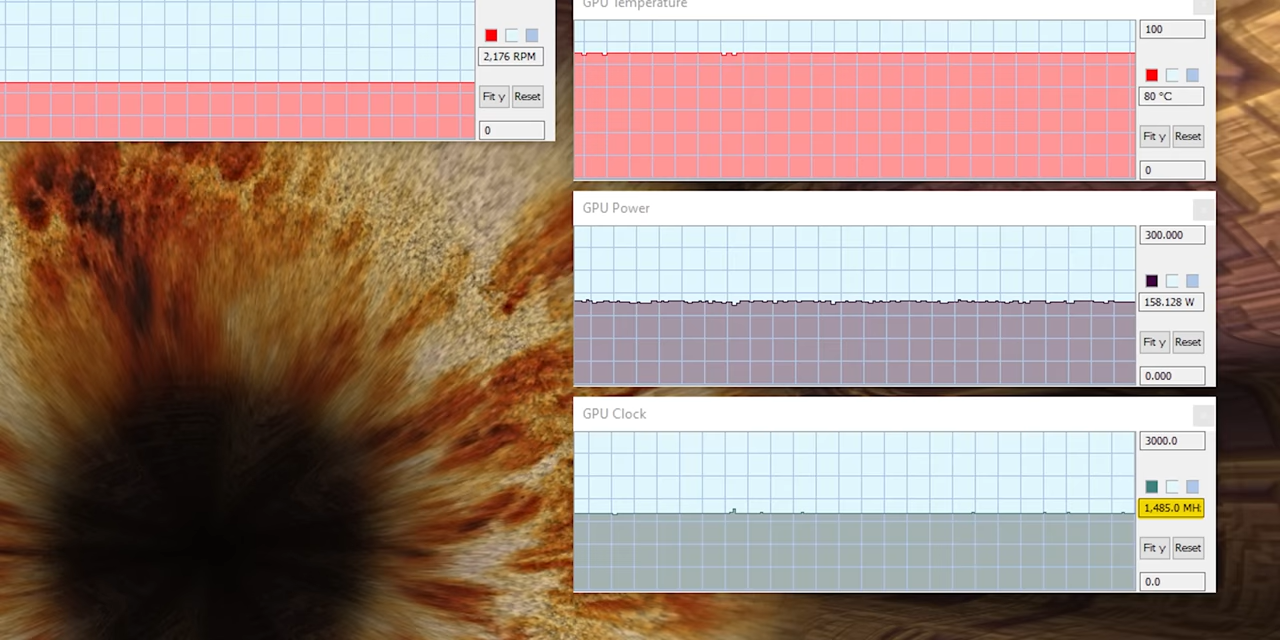 2,176 RPM
Fit y Reset
0
GPU Temperature
100
80 °C
Fit y Reset
0
GPU Power
300.000
158.128 W
Fit y Reset
0.000
GPU Clock
3000.0
1,485.0 MH
Fit y Reset
0.0